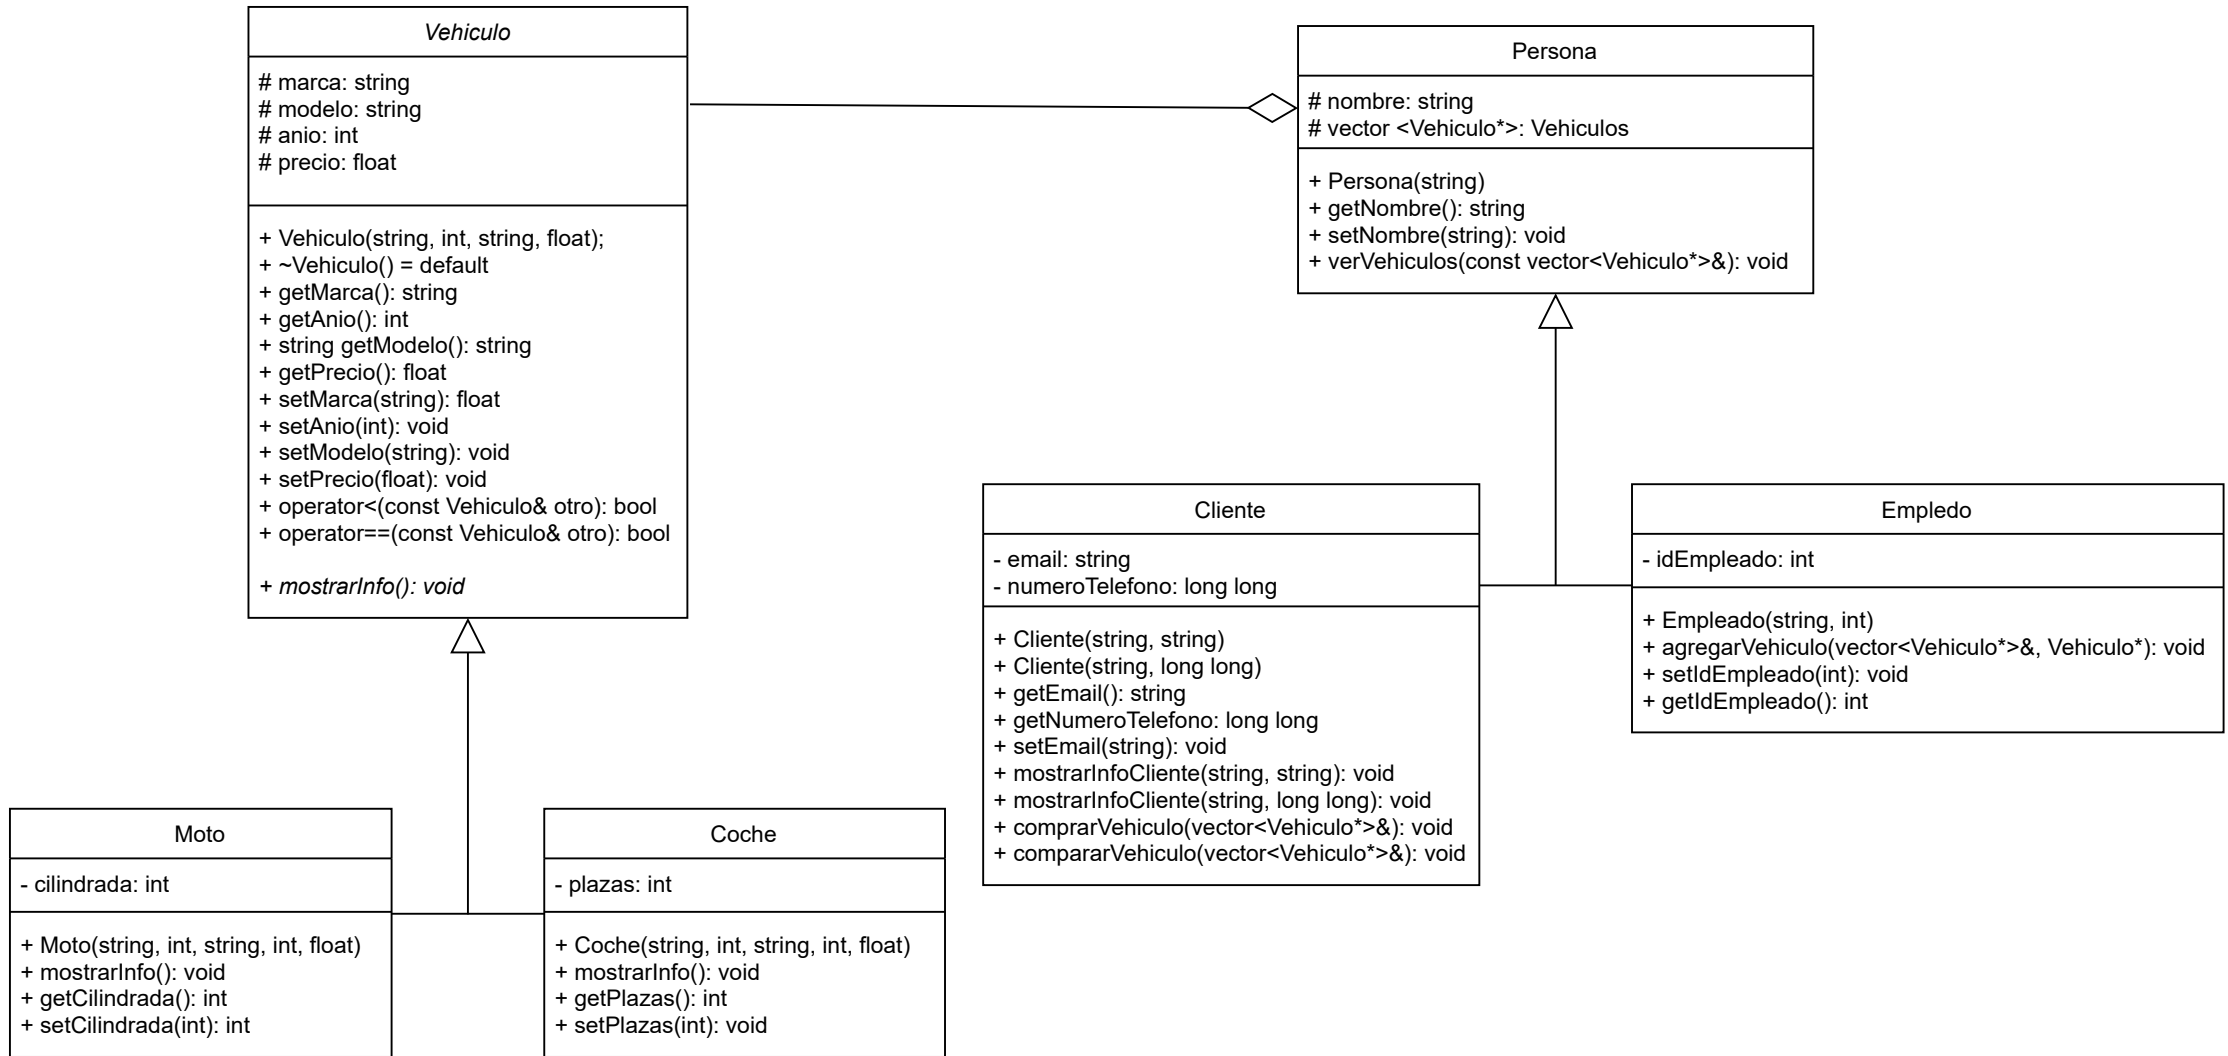 Vehiculo
# marca: string
# modelo: string
# anio: int
# precio: float
+ Vehiculo(string, int, string, float);
+ ~Vehiculo() = default
+ getMarca(): string
+ getAnio(): int
+ string getModelo(): string
+ getPrecio(): float
+ setMarca(string): float
+ setAnio(int): void
+ setModelo(string): void
+ setPrecio(float): void
+ operator<(const Vehiculo& otro): bool
+ operator==(const Vehiculo& otro): bool
+ mostrarInfo(): void
Persona
# nombre: string
# vector <Vehiculo*>: Vehiculos
+ Persona(string)
+ getNombre(): string
+ setNombre(string): void
+ verVehiculos(const vector<Vehiculo*>&): void
Cliente
- email: string
- numeroTelefono: long long
+ Cliente(string, string)
+ Cliente(string, long long)
+ getEmail(): string
+ getNumeroTelefono: long long
+ setEmail(string): void
+ mostrarInfoCliente(string, string): void
+ mostrarInfoCliente(string, long long): void
+ comprarVehiculo(vector<Vehiculo*>&): void
+ compararVehiculo(vector<Vehiculo*>&): void
Empledo
- idEmpleado: int
+ Empleado(string, int)
+ agregarVehiculo(vector<Vehiculo*>&, Vehiculo*): void
+ setIdEmpleado(int): void
+ getIdEmpleado(): int
Moto
- cilindrada: int
+ Moto(string, int, string, int, float)
+ mostrarInfo(): void
+ getCilindrada(): int
+ setCilindrada(int): int
Coche
- plazas: int
+ Coche(string, int, string, int, float)
+ mostrarInfo(): void
+ getPlazas(): int
+ setPlazas(int): void